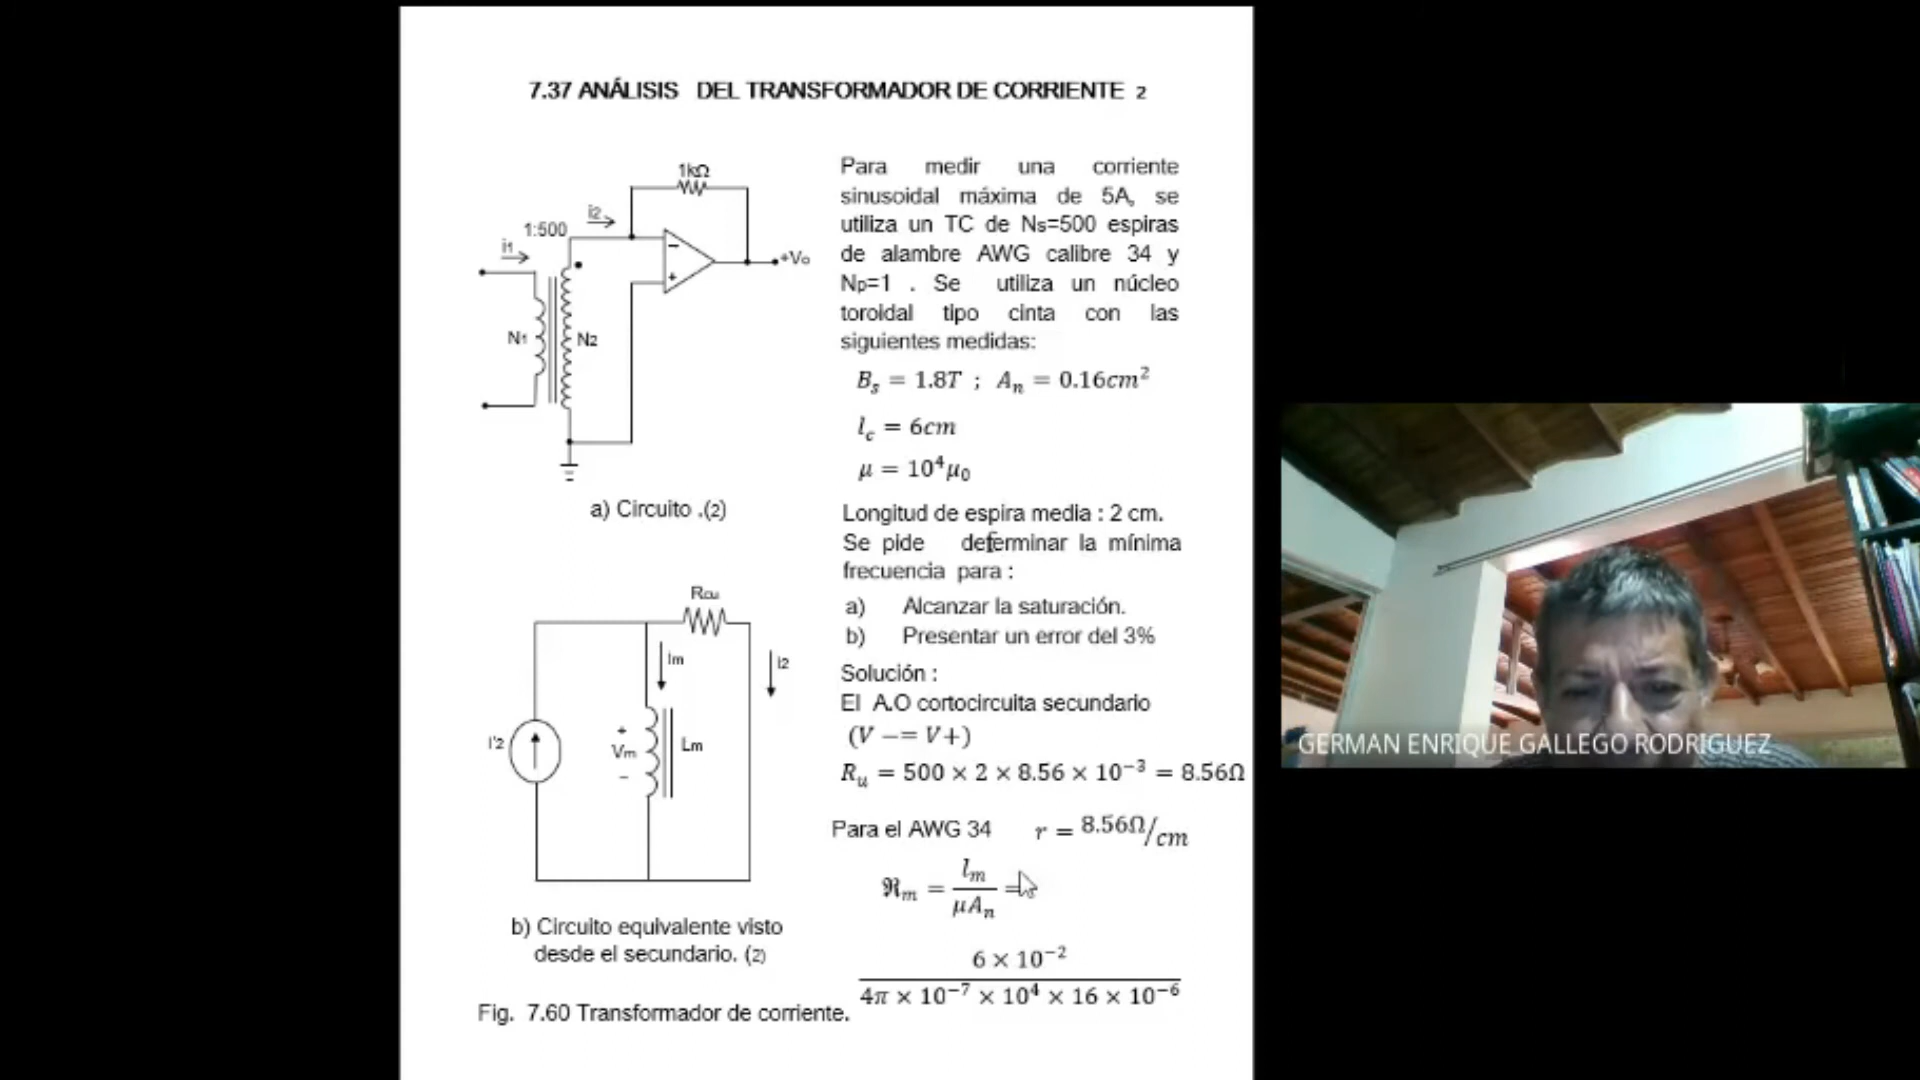 7.37 ANÁLISIS DEL TRANSFORMADOR DE CORRIENTE 2
1kΩ
i2
1:500
i1
−
+
+Vo
N1
N2
a) Circuito .(2)
Rcu
Im
i2
I'2
+
Vm
−
Lm
b) Circuito equivalente visto
desde el secundario. (2)
Fig. 7.60 Transformador de corriente.
Para medir una corriente
sinusoidal máxima de 5A, se
utiliza un TC de Ns=500 espiras
de alambre AWG calibre 34 y
Np=1 . Se utiliza un núcleo
toroidal tipo cinta con las
siguientes medidas:
Bₛ = 1.8T ; Aₙ = 0.16cm²
l꜀ = 6cm
μ = 10⁴μ₀
Longitud de espira media : 2 cm.
Se pide determinar la mínima
frecuencia para :
a) Alcanzar la saturación.
b) Presentar un error del 3%
Solución :
El A.O cortocircuita secundario
(V −= V+)
Rᵤ = 500 × 2 × 8.56 × 10⁻³ = 8.56Ω
Para el AWG 34 r = 8.56Ω/cm
ℜₘ = lₘ / μAₙ =
6 × 10⁻²
4π × 10⁻⁷ × 10⁴ × 16 × 10⁻⁶
GERMAN ENRIQUE GALLEGO RODRIGUEZ